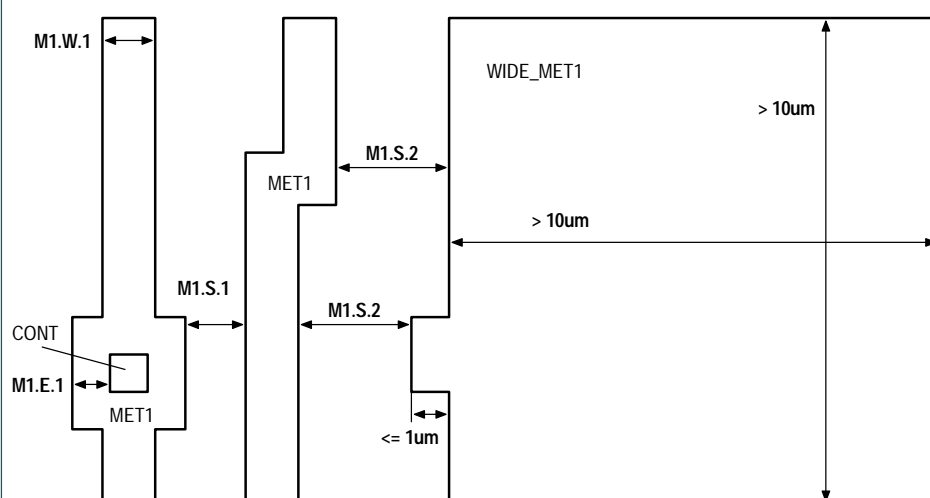 M1.W.1
WIDE_MET1
> 10um
M1.S.2
MET1
> 10um
M1.S.1
M1.S.2
CONT
M1.E.1
MET1
<= 1um